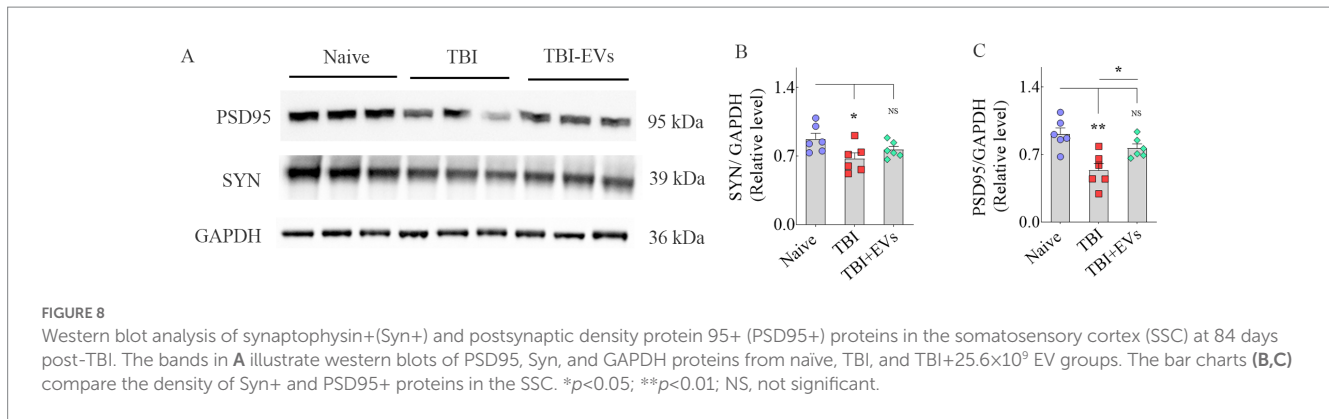 A
Naive
TBI
TBI-EVs
PSD95
95 kDa
SYN
39 kDa
GAPDH
36 kDa
B
SYN/ GAPDH
(Relative level)
1.4
0.7
0.0
*
NS
Naive
TBI
TBI+EVs
C
PSD95/GAPDH
(Relative level)
1.4
0.7
0.0
*
**
NS
Naive
TBI
TBI+EVs
FIGURE 8
Western blot analysis of synaptophysin+(Syn+) and postsynaptic density protein 95+ (PSD95+) proteins in the somatosensory cortex (SSC) at 84 days
post-TBI. The bands in A illustrate western blots of PSD95, Syn, and GAPDH proteins from naïve, TBI, and TBI+25.6×10⁹ EV groups. The bar charts (B,C)
compare the density of Syn+ and PSD95+ proteins in the SSC. *p<0.05; **p<0.01; NS, not significant.